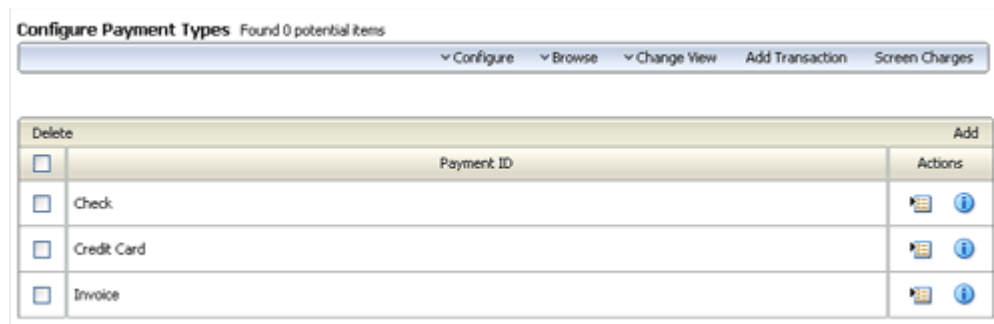 Configure Payment Types Found 0 potential items
Configure Browse Change View Add Transaction Screen Charges
Delete Add
Payment ID Actions
Check
Credit Card
Invoice